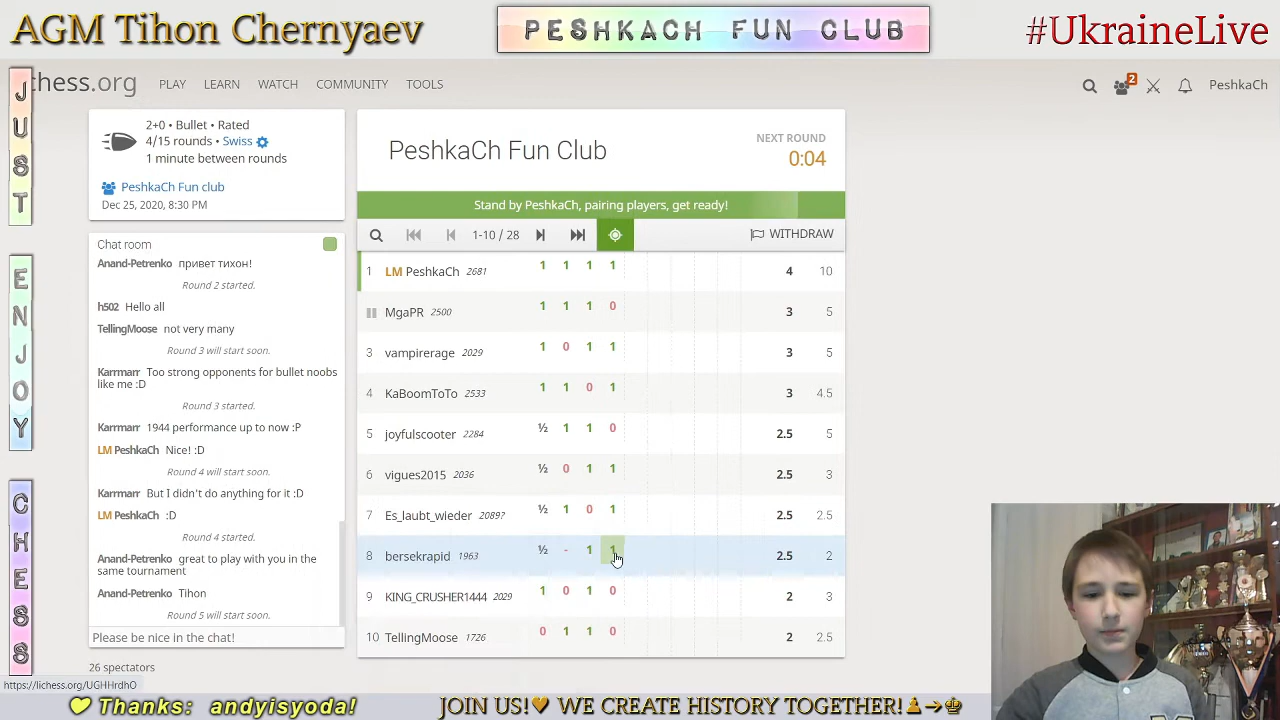 AGM Tihon Chernyaev
PESHKACH FUN CLUB
#UkraineLive
JUST
ENJOY
CHESS
chess.org
PLAY
LEARN
WATCH
COMMUNITY
TOOLS
2
PeshkaCh
2+0 • Bullet • Rated
4/15 rounds • Swiss
1 minute between rounds
PeshkaCh Fun club
Dec 25, 2020, 8:30 PM
Chat room
Anand-Petrenko привет тихон!
Round 2 started.
h502 Hello all
TellingMoose not very many
Round 3 will start soon.
Karrmarr Too strong opponents for bullet noobs
like me :D
Round 3 started.
Karrmarr 1944 performance up to now :P
LM PeshkaCh Nice! :D
Round 4 will start soon.
Karrmarr But I didn't do anything for it :D
LM PeshkaCh :D
Round 4 started.
Anand-Petrenko great to play with you in the
same tournament
Anand-Petrenko Tihon
Round 5 will start soon.
Please be nice in the chat!
26 spectators
https://lichess.org/UGHHrdhO
PeshkaCh Fun Club
NEXT ROUND
0:04
Stand by PeshkaCh, pairing players, get ready!
1-10 / 28
WITHDRAW
1 LM PeshkaCh 2681 1 1 1 1 4 10
MgaPR 2500 1 1 1 0 3 5
3 vampirerage 2029 1 0 1 1 3 5
4 KaBoomToTo 2533 1 1 0 1 3 4.5
5 joyfulscooter 2284 ½ 1 1 0 2.5 5
6 vigues2015 2036 ½ 0 1 1 2.5 3
7 Es_laubt_wieder 2089? ½ 1 0 1 2.5 2.5
8 bersekrapid 1963 ½ - 1 1 2.5 2
9 KING_CRUSHER1444 2029 1 0 1 0 2 3
10 TellingMoose 1726 0 1 1 0 2 2.5
Thanks: andyisyoda!
JOIN US! WE CREATE HISTORY TOGETHER!